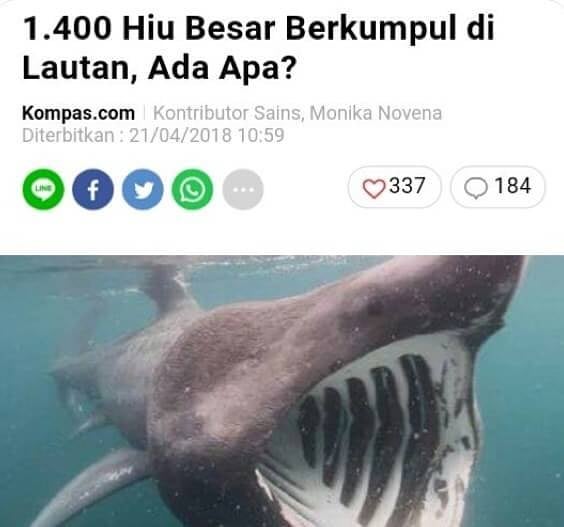 1.400 Hiu Besar Berkumpul di
Lautan, Ada Apa?
Kompas.com | Kontributor Sains, Monika Novena
Diterbitkan : 21/04/2018 10:59
LINE
337
184